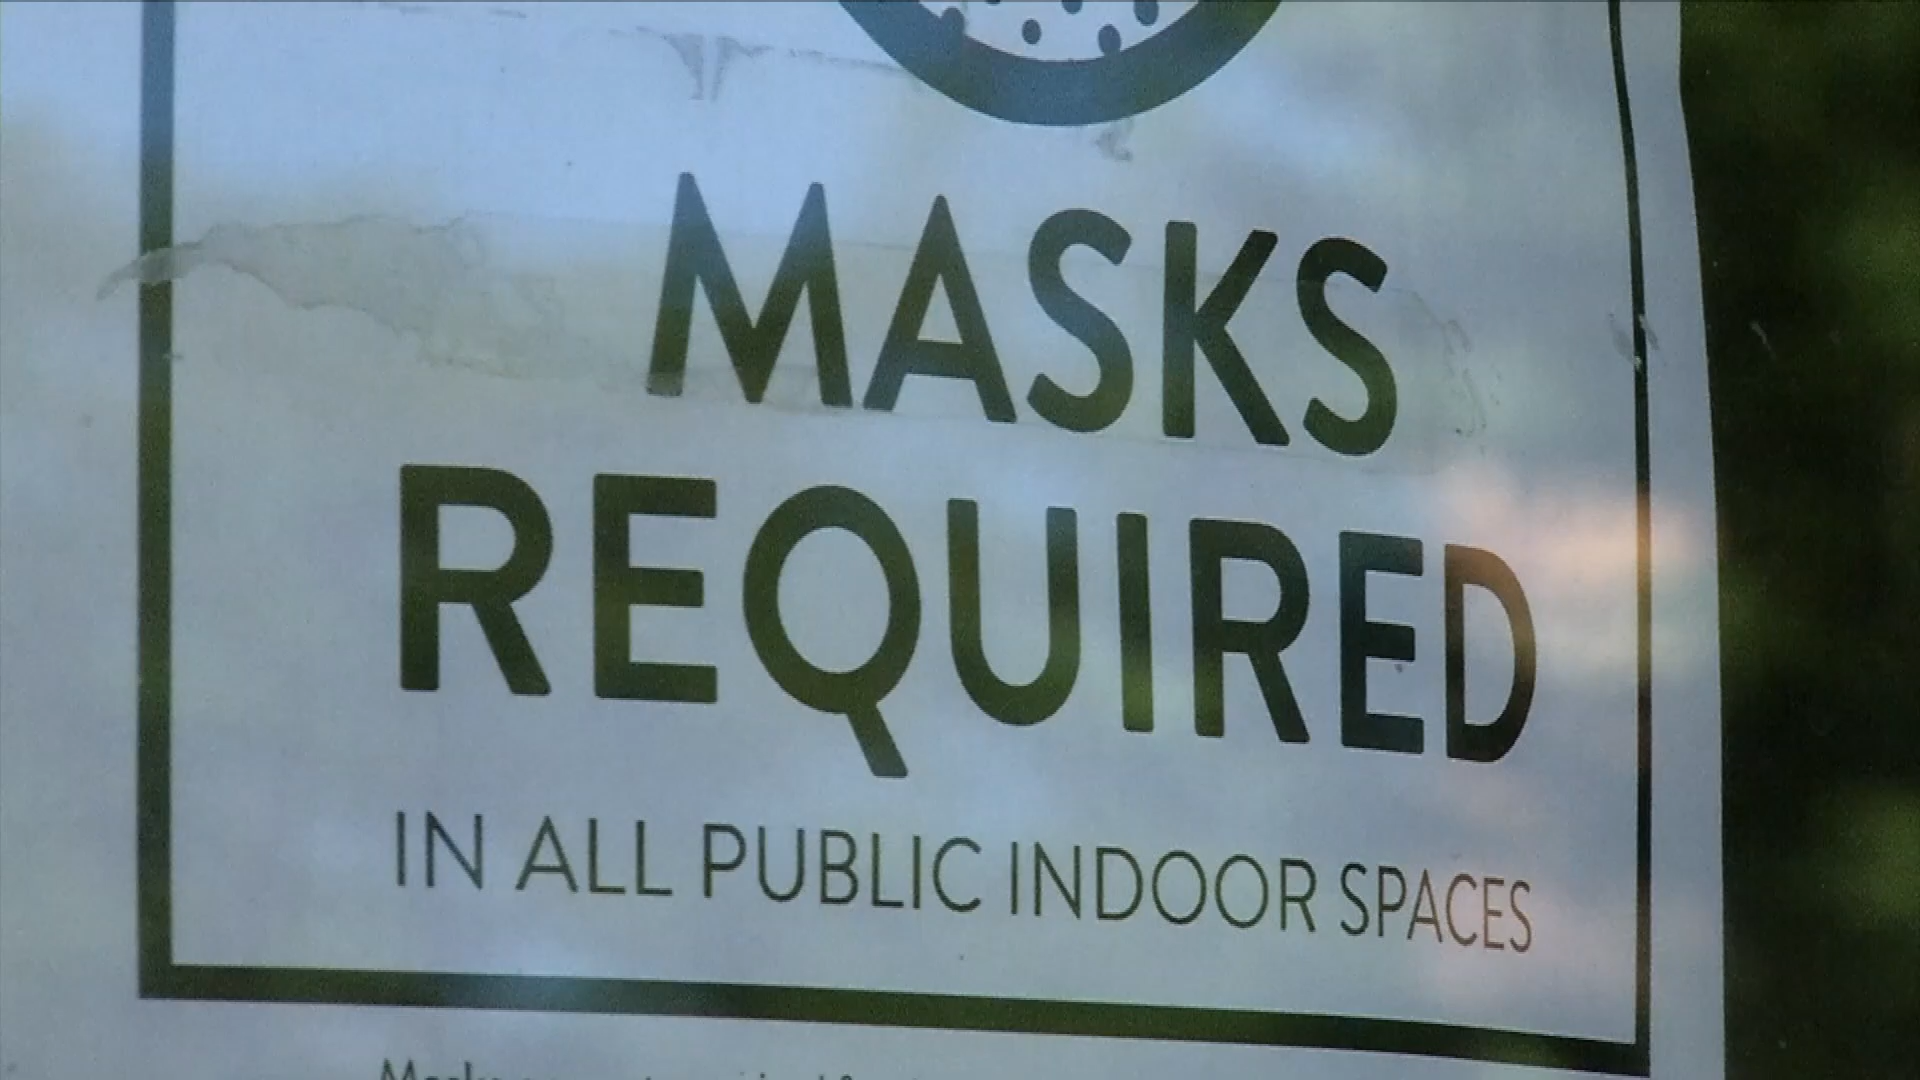 MASKS
REQUIRED
IN ALL PUBLIC INDOOR SPACES